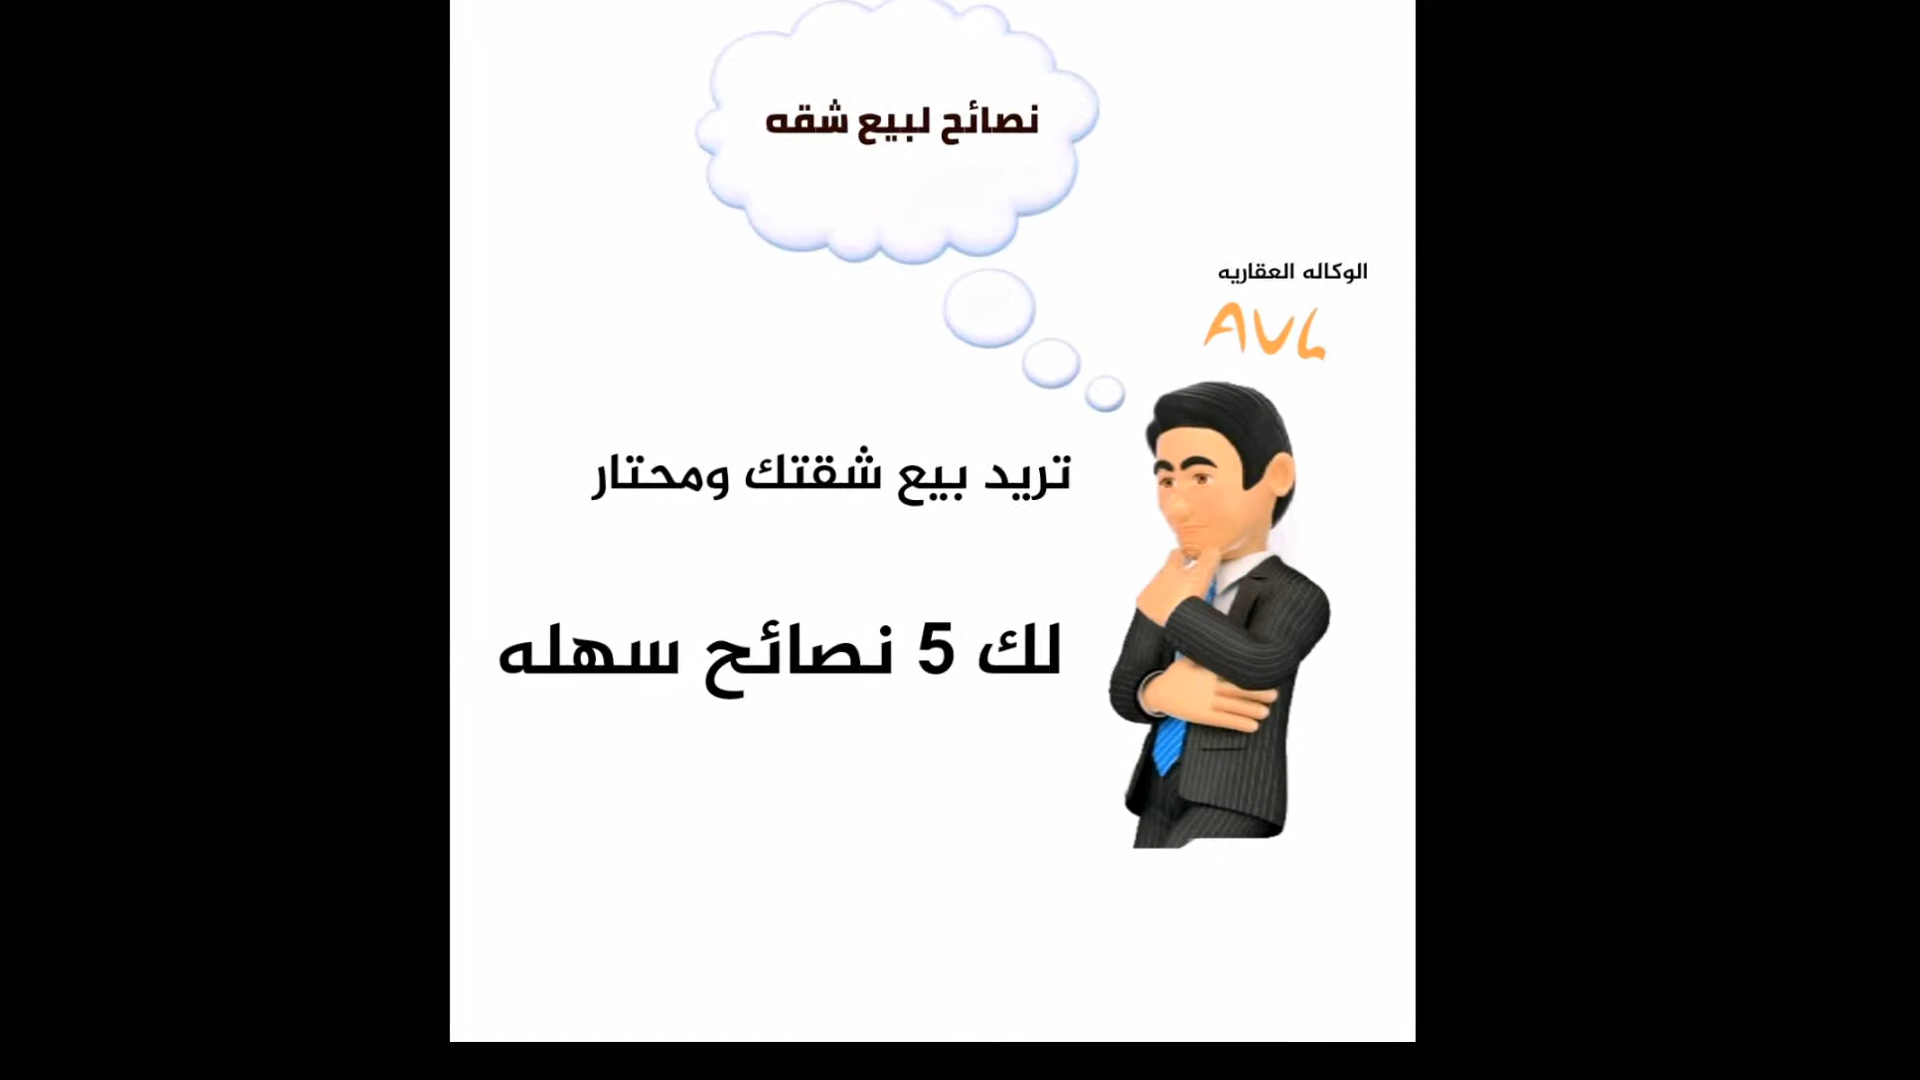 نصائح لبيع شقه
الوكاله العقاريه
AVL
تريد بيع شقتك ومحتار
لك 5 نصائح سهله